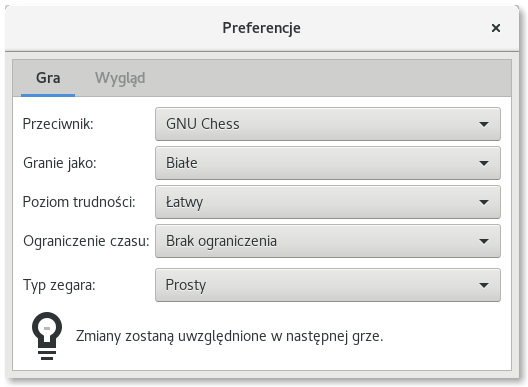 Preferencje
Gra Wygląd
Przeciwnik: GNU Chess
Granie jako: Białe
Poziom trudności: Łatwy
Ograniczenie czasu: Brak ograniczenia
Typ zegara: Prosty
Zmiany zostaną uwzględnione w następnej grze.